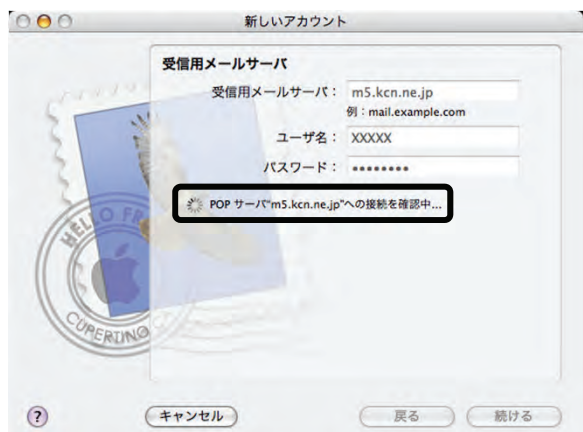 新しいアカウント
受信用メールサーバ
受信用メールサーバ： m5.kcn.ne.jp
例：mail.example.com
ユーザ名： XXXXX
パスワード： ••••••••
POP サーバ"m5.kcn.ne.jp"への接続を確認中...
HELLO FR
CUPERTINO
?
キャンセル
戻る
続ける